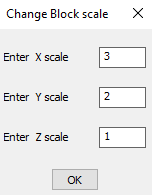 Change Block scale
Enter X scale 3
Enter Y scale 2
Enter Z scale 1
OK